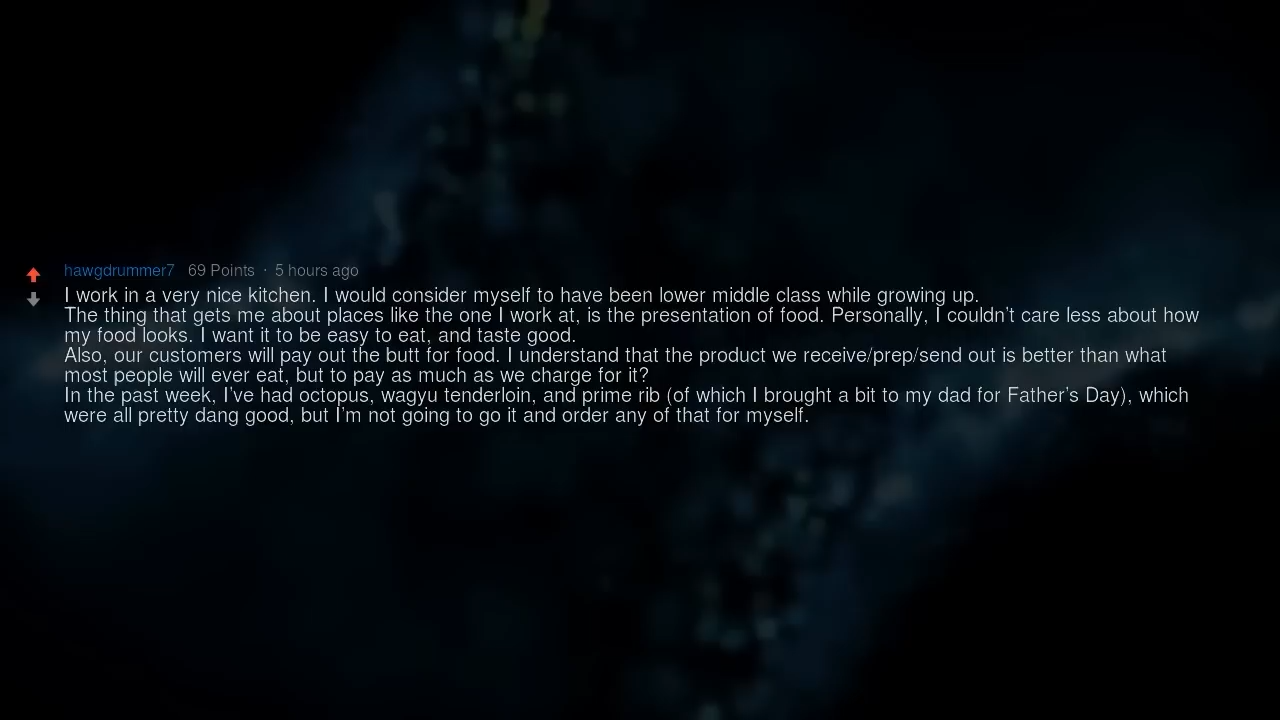 hawgdrummer7 69 Points · 5 hours ago
I work in a very nice kitchen. I would consider myself to have been lower middle class while growing up.
The thing that gets me about places like the one I work at, is the presentation of food. Personally, I couldn't care less about how
my food looks. I want it to be easy to eat, and taste good.
Also, our customers will pay out the butt for food. I understand that the product we receive/prep/send out is better than what
most people will ever eat, but to pay as much as we charge for it?
In the past week, I've had octopus, wagyu tenderloin, and prime rib (of which I brought a bit to my dad for Father's Day), which
were all pretty dang good, but I'm not going to go it and order any of that for myself.